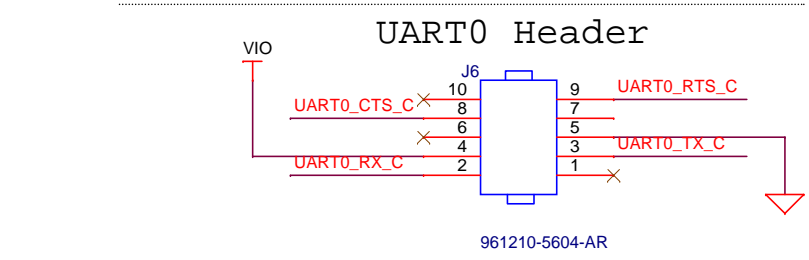 UART0 Header
VIO
J6
10
9
UART0_RTS_C
UART0_CTS_C
8
7
6
5
4
3
UART0_TX_C
UART0_RX_C
2
1
961210-5604-AR